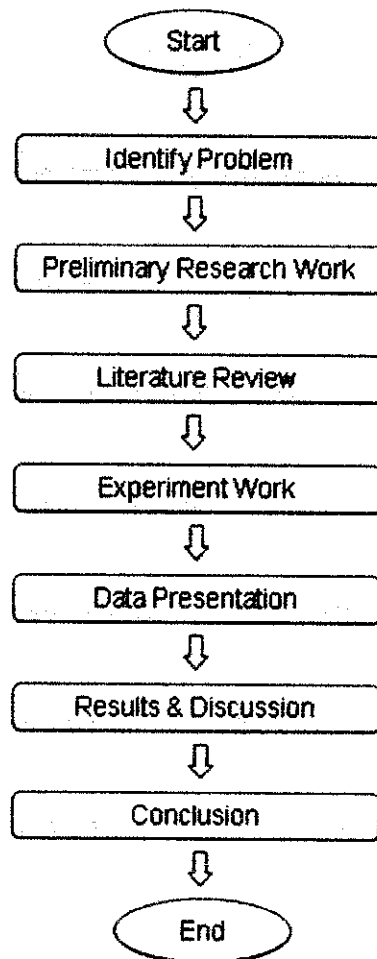 Start
Identify Problem
Preliminary Research Work
Literature Review
Experiment Work
Data Presentation
Results & Discussion
Conclusion
End